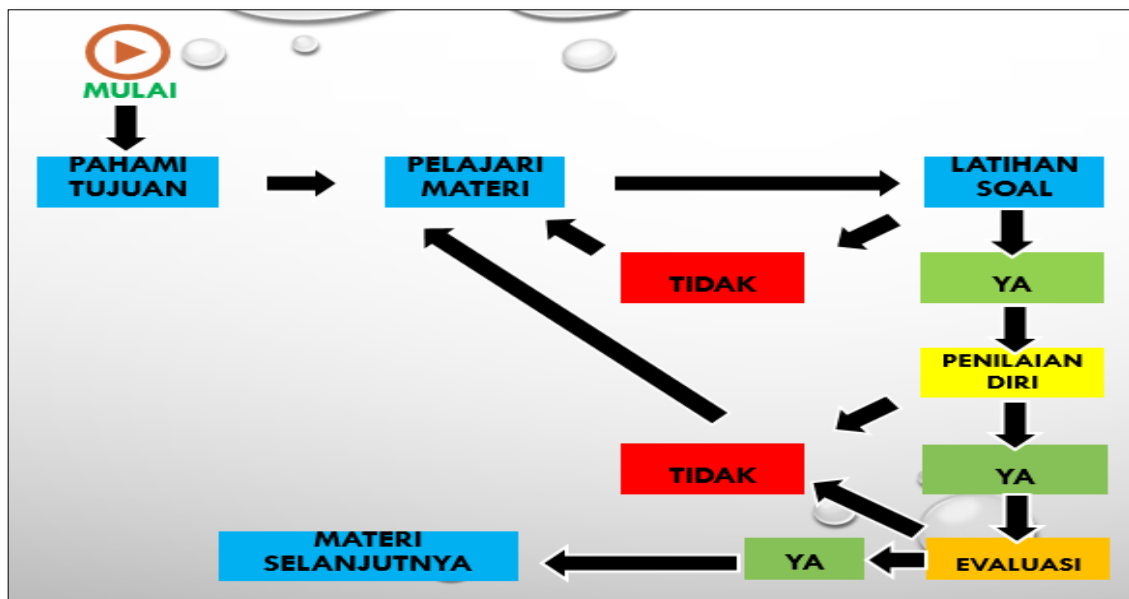 MULAI
PAHAMI
TUJUAN
PELAJARI
MATERI
LATIHAN
SOAL
TIDAK
YA
PENILAIAN
DIRI
TIDAK
YA
MATERI
SELANJUTNYA
YA
EVALUASI